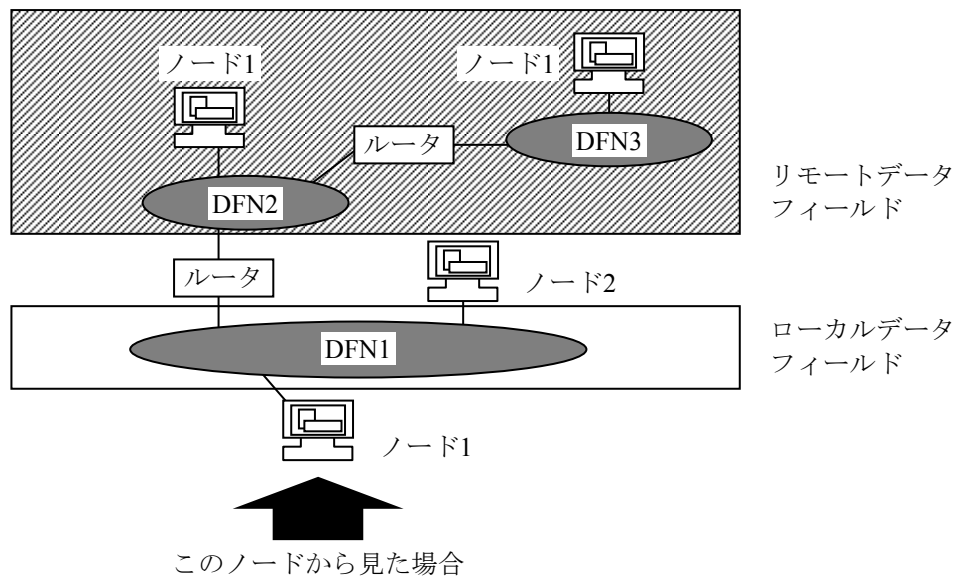 ノード1
ノード1
ルータ
DFN3
DFN2
リモートデータ
フィールド
ルータ
ノード2
DFN1
ローカルデータ
フィールド
ノード1
このノードから見た場合